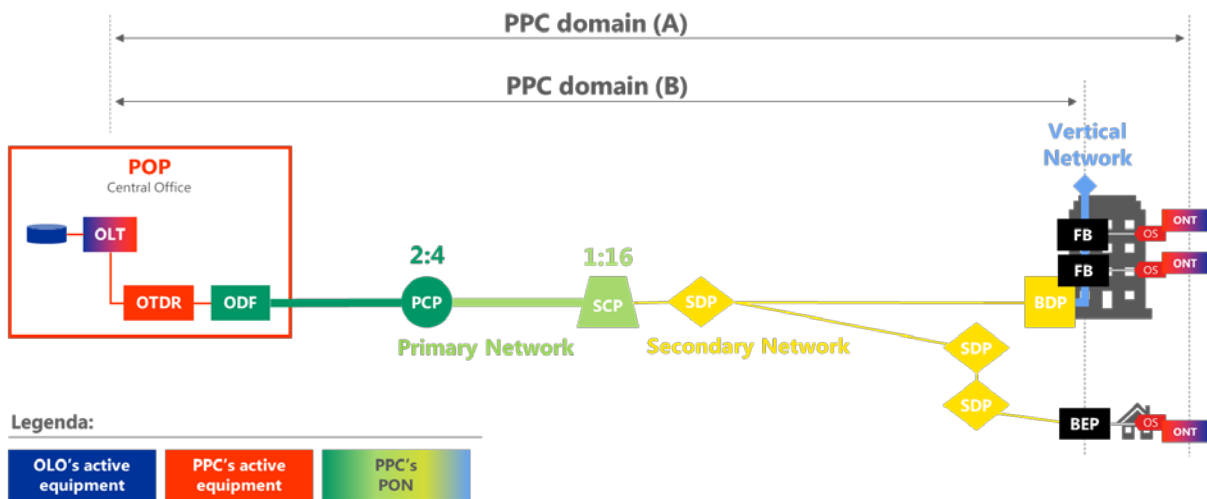 PPC domain (A)
PPC domain (B)
Vertical
Network
POP
Central Office
OLT
OTDR
ODF
2:4
PCP
Primary Network
1:16
SCP
SDP
Secondary Network
BDP
FB
OS
ONT
FB
OS
ONT
SDP
SDP
BEP
OS
ONT
Legenda:
OLO's active
equipment
PPC's active
equipment
PPC's
PON